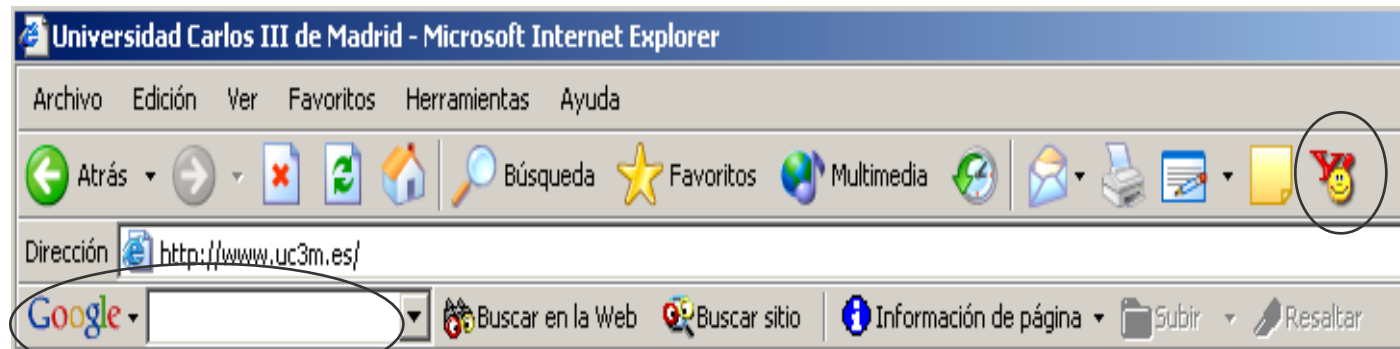 Universidad Carlos III de Madrid - Microsoft Internet Explorer
Archivo Edición Ver Favoritos Herramientas Ayuda
Atrás Búsqueda Favoritos Multimedia
Dirección http://www.uc3m.es/
Google Buscar en la Web Buscar sitio Información de página Subir Resaltar